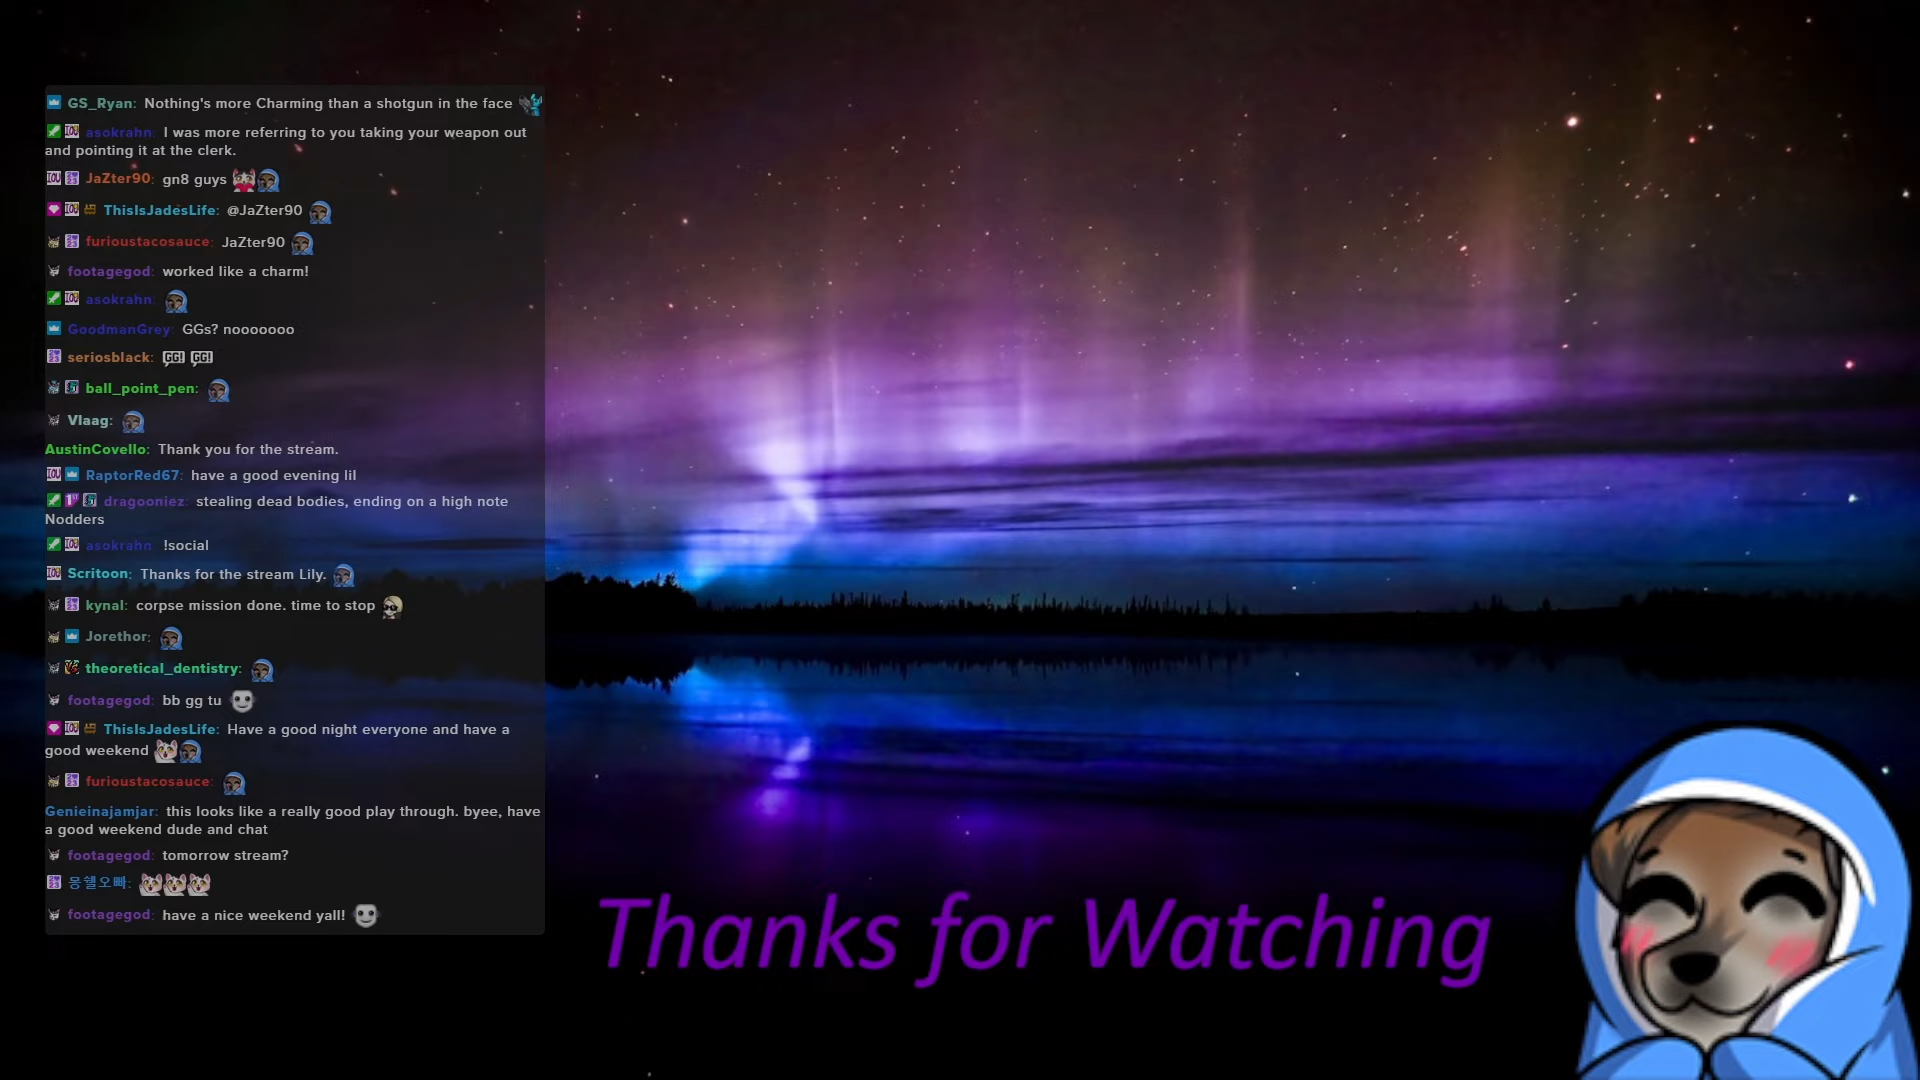 GS_Ryan: Nothing's more Charming than a shotgun in the face
asokrahn: I was more referring to you taking your weapon out
and pointing it at the clerk.
JaZter90: gn8 guys
ThisIsJadesLife: @JaZter90
furioustacosauce: JaZter90
footagegod: worked like a charm!
asokrahn:
GoodmanGrey: GGs? nooooooo
seriosblack: GG! GG!
ball_point_pen:
Vlaag:
AustinCovello: Thank you for the stream.
RaptorRed67: have a good evening lil
dragooniez: stealing dead bodies, ending on a high note
Nodders
asokrahn: !social
Scritoon: Thanks for the stream Lily.
kynal: corpse mission done. time to stop
Jorethor:
theoretical_dentistry:
footagegod: bb gg tu
ThisIsJadesLife: Have a good night everyone and have a
good weekend
furioustacosauce:
Genieinajamjar: this looks like a really good play through. byee, have
a good weekend dude and chat
footagegod: tomorrow stream?
몽쉘오빠:
footagegod: have a nice weekend yall!
Thanks for Watching